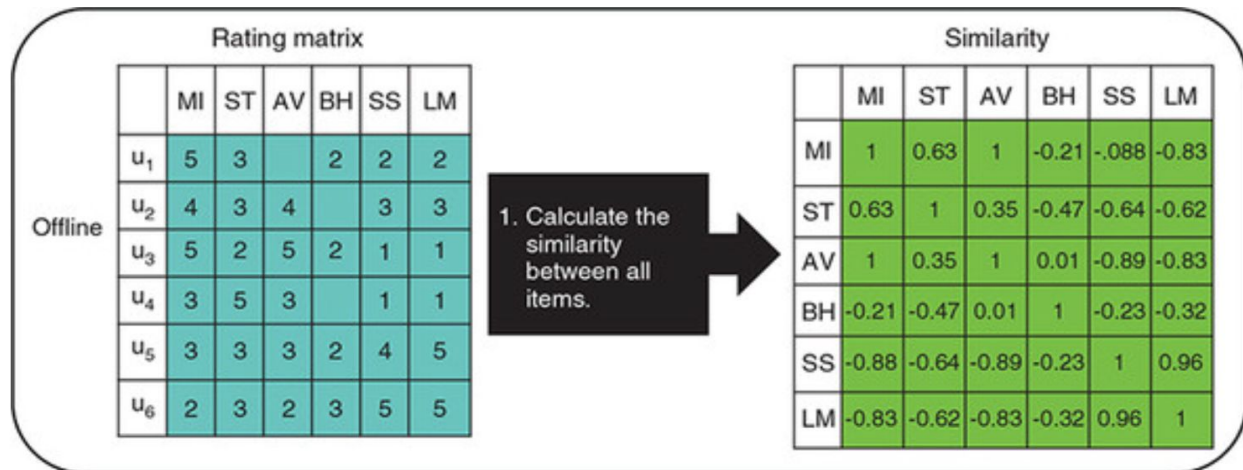 Rating matrix
MI ST AV BH SS LM
u1 5 3 2 2 2
u2 4 3 4 3 3
u3 5 2 5 2 1 1
u4 3 5 3 1 1
u5 3 3 3 2 4 5
u6 2 3 2 3 5 5
Offline
1. Calculate the
similarity
between all
items.
Similarity
MI ST AV BH SS LM
MI 1 0.63 1 -0.21 -.088 -0.83
ST 0.63 1 0.35 -0.47 -0.64 -0.62
AV 1 0.35 1 0.01 -0.89 -0.83
BH -0.21 -0.47 0.01 1 -0.23 -0.32
SS -0.88 -0.64 -0.89 -0.23 1 0.96
LM -0.83 -0.62 -0.83 -0.32 0.96 1